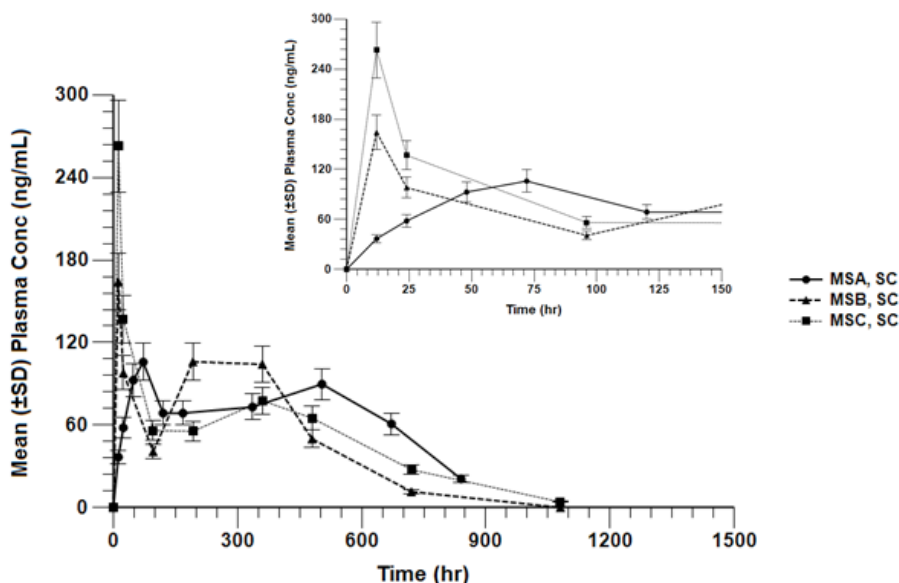 300
240
180
120
60
0
Mean (±SD) Plasma Conc (ng/mL)
0 25 50 75 100 125 150
Time (hr)
300
240
180
120
60
0
Mean (±SD) Plasma Conc (ng/mL)
0 300 600 900 1200 1500
Time (hr)
MSA, SC
MSB, SC
MSC, SC